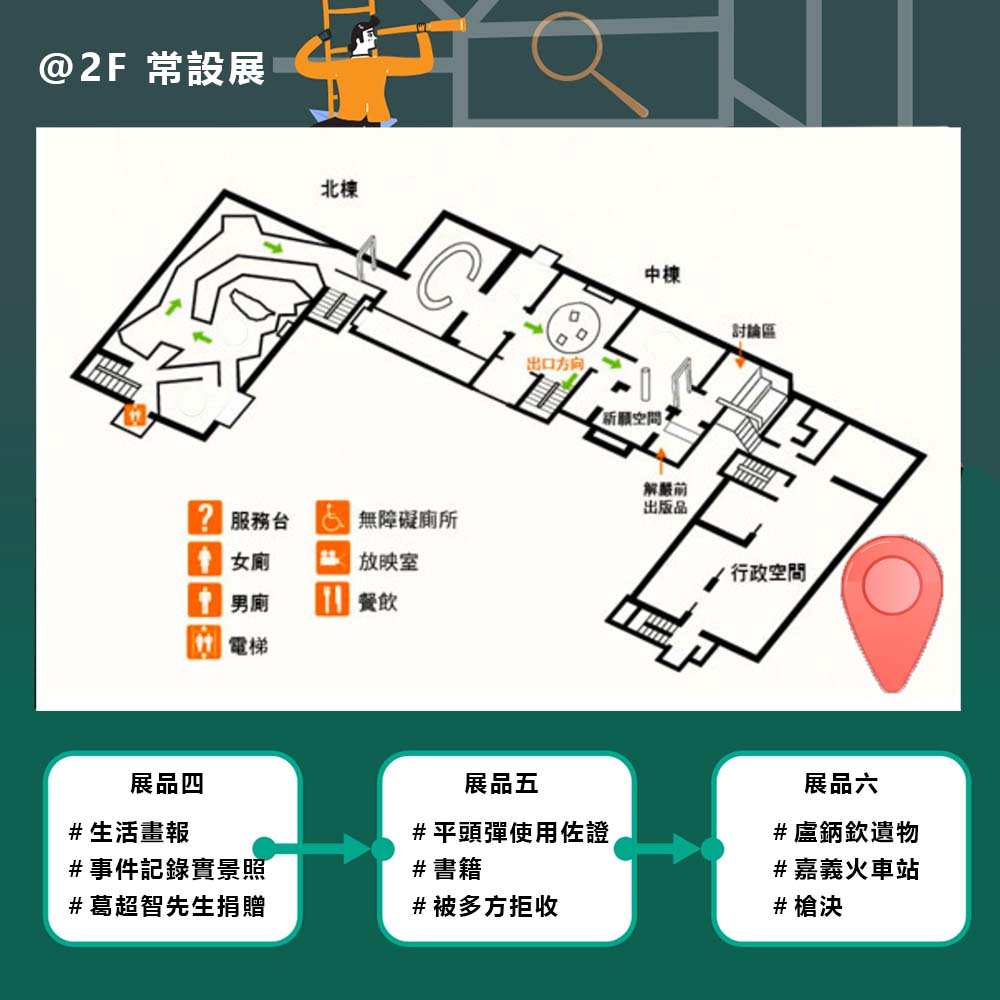 @2F 常設展
北棟
中棟
討論區
出口方向
祈願空間
解嚴前
出版品
行政空間
? 服務台
無障礙廁所
女廁
放映室
男廁
餐飲
電梯
展品四
#生活畫報
#事件記錄實景照
#葛超智先生捐贈
展品五
#平頭彈使用佐證
#書籍
#被多方拒收
展品六
#盧鈵欽遺物
#嘉義火車站
#槍決